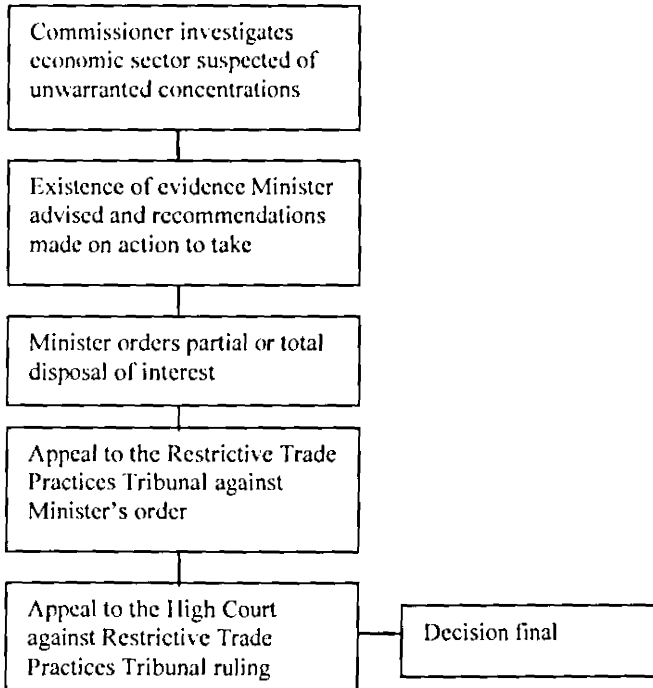 Commissioner investigates
economic sector suspected of
unwarranted concentrations
Existence of evidence Minister
advised and recommendations
made on action to take
Minister orders partial or total
disposal of interest
Appeal to the Restrictive Trade
Practices Tribunal against
Minister's order
Appeal to the High Court
against Restrictive Trade
Practices Tribunal ruling
Decision final